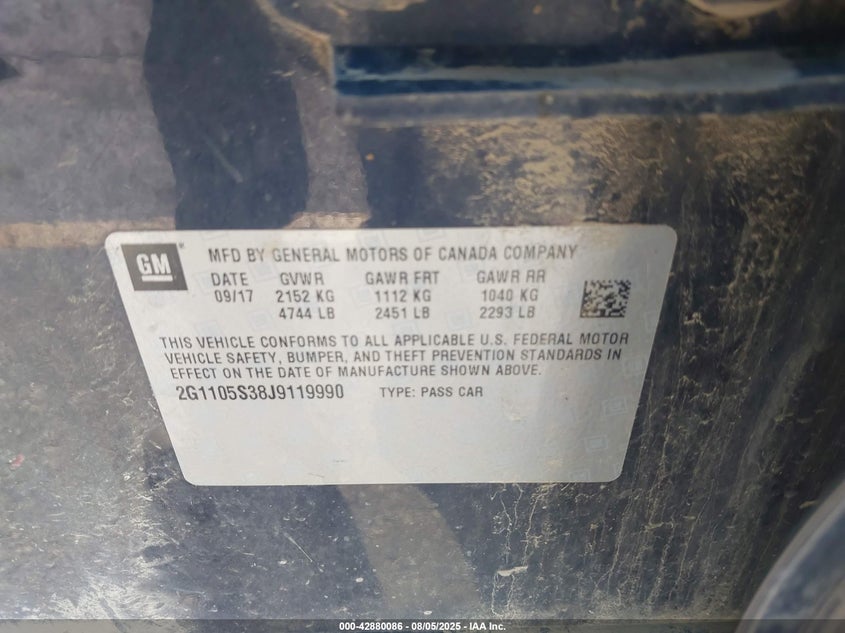 GM
MFD BY GENERAL MOTORS OF CANADA COMPANY
DATE GVWR GAWR FRT GAWR RR
09/17 2152 KG 1112 KG 1040 KG
4744 LB 2451 LB 2293 LB
THIS VEHICLE CONFORMS TO ALL APPLICABLE U.S. FEDERAL MOTOR
VEHICLE SAFETY, BUMPER, AND THEFT PREVENTION STANDARDS IN
EFFECT ON THE DATE OF MANUFACTURE SHOWN ABOVE.
2G1105S38J9119990 TYPE: PASS CAR
000-42880086 - 08/05/2025 - IAA Inc.